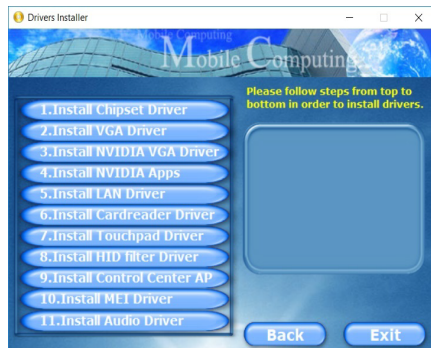 Drivers Installer
Mobile Computing
Mobile Computing
Please follow steps from top to
bottom in order to install drivers.
1.Install Chipset Driver
2.Install VGA Driver
3.Install NVIDIA VGA Driver
4.Install NVIDIA Apps
5.Install LAN Driver
6.Install Cardreader Driver
7.Install Touchpad Driver
8.Install HID filter Driver
9.Install Control Center AP
10.Install MEI Driver
11.Install Audio Driver
Back
Exit